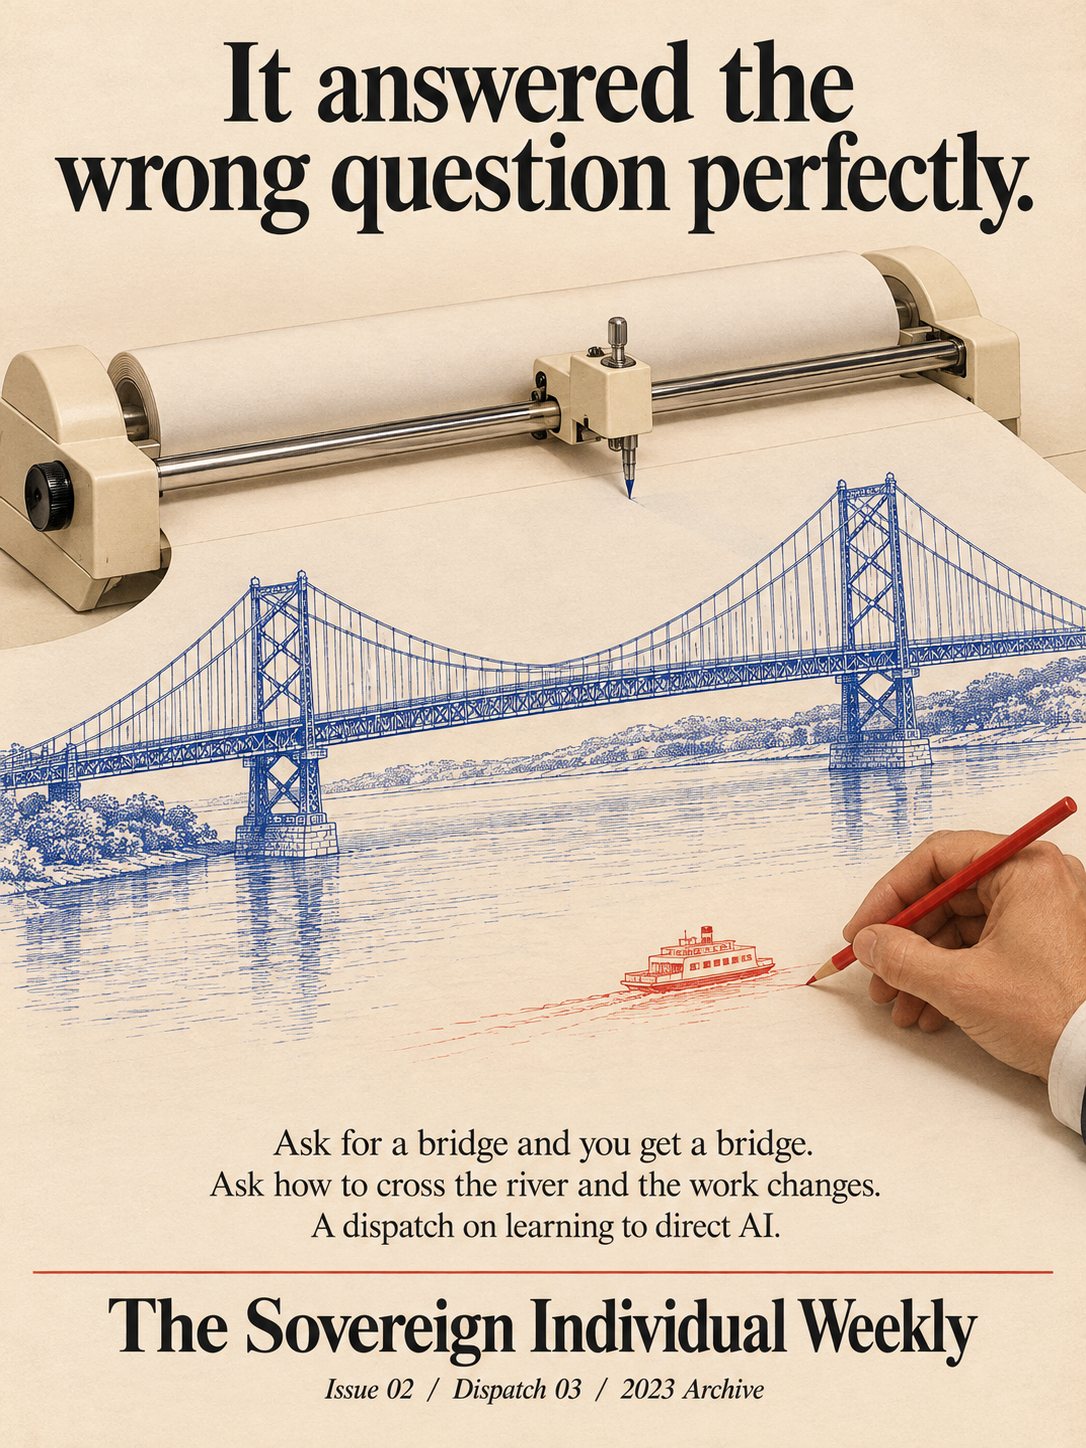 It answered the
wrong question perfectly.
Ask for a bridge and you get a bridge.
Ask how to cross the river and the work changes.
A dispatch on learning to direct AI.
The Sovereign Individual Weekly
Issue 02 / Dispatch 03 / 2023 Archive